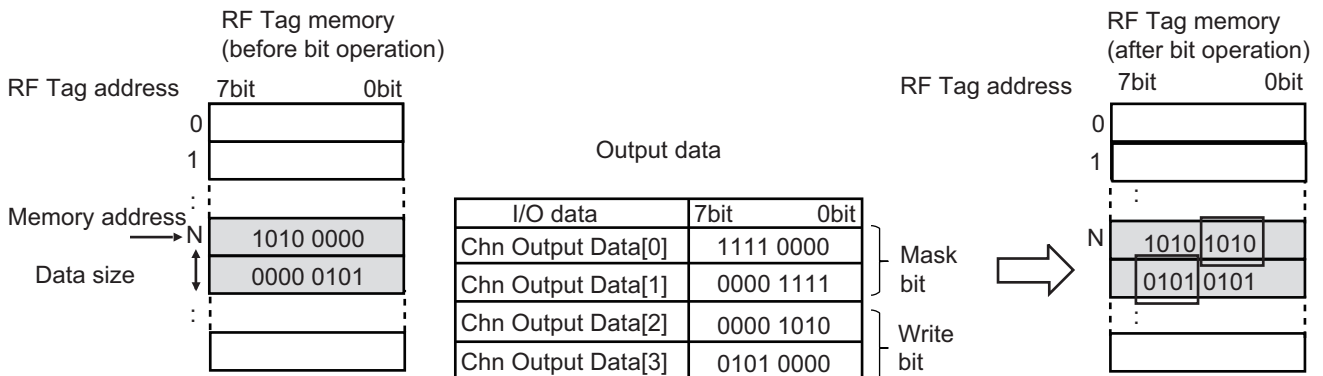 RF Tag memory
(before bit operation)
RF Tag address
7bit 0bit
0
1
:
Memory address
N
1010 0000
Data size
0000 0101
:
Output data
I/O data 7bit 0bit
Chn Output Data[0] 1111 0000
Chn Output Data[1] 0000 1111
Chn Output Data[2] 0000 1010
Chn Output Data[3] 0101 0000
Mask
bit
Write
bit
RF Tag memory
(after bit operation)
RF Tag address
7bit 0bit
0
1
:
N
1010 1010
0101 0101
: